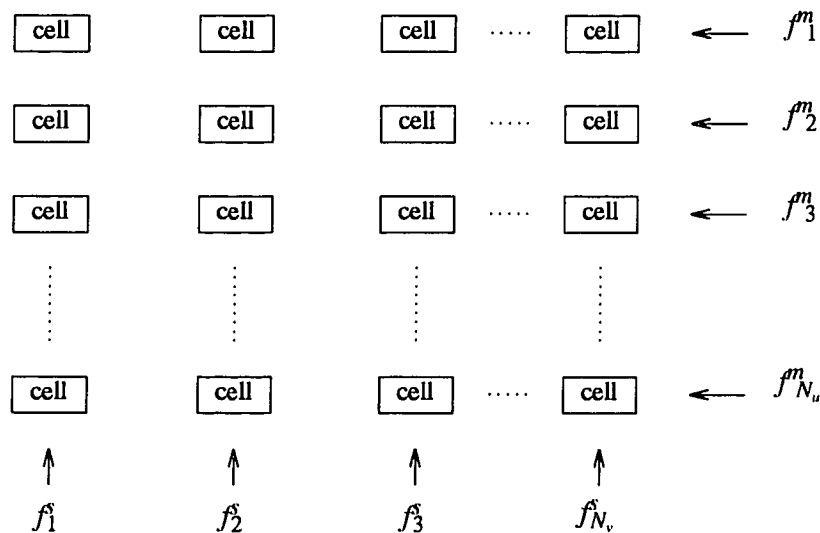 cell cell cell ..... cell f^m_1
cell cell cell ..... cell f^m_2
cell cell cell ..... cell f^m_3
cell cell cell ..... cell f^m_{N_u}
f^s_1 f^s_2 f^s_3 f^s_{N_v}